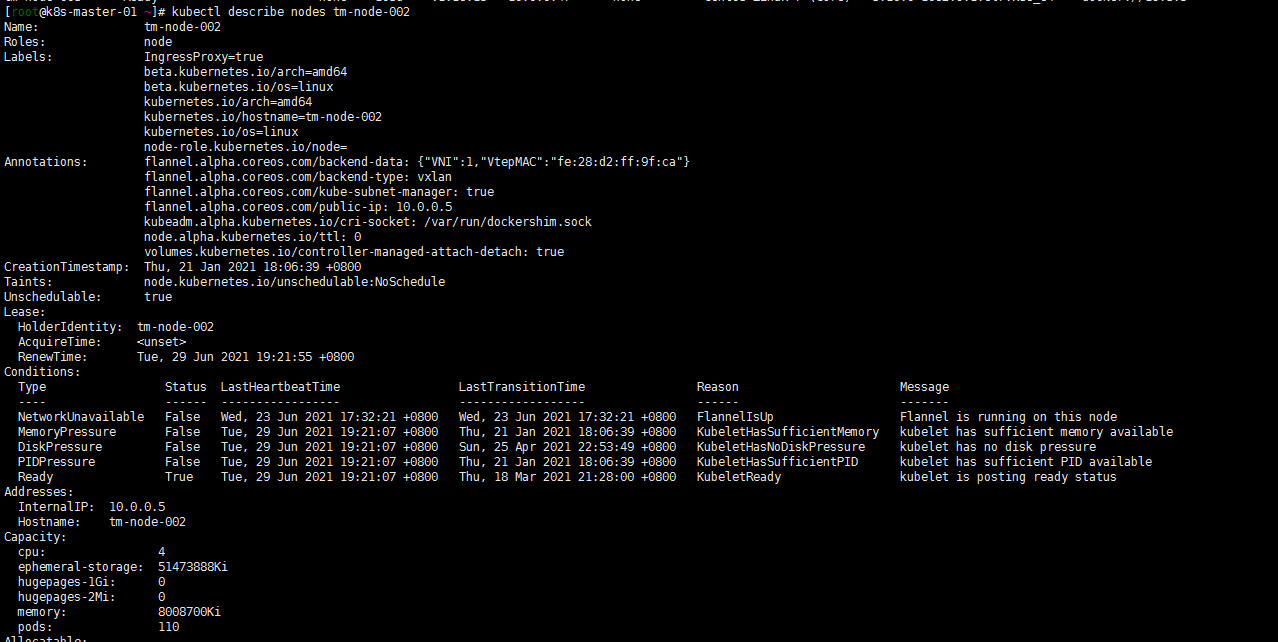 [root@k8s-master-01 ~]# kubectl describe nodes tm-node-002
Name:               tm-node-002
Roles:              node
Labels:             IngressProxy=true
                    beta.kubernetes.io/arch=amd64
                    beta.kubernetes.io/os=linux
                    kubernetes.io/arch=amd64
                    kubernetes.io/hostname=tm-node-002
                    kubernetes.io/os=linux
                    node-role.kubernetes.io/node=
Annotations:        flannel.alpha.coreos.com/backend-data: {"VNI":1,"VtepMAC":"fe:28:d2:ff:9f:ca"}
                    flannel.alpha.coreos.com/backend-type: vxlan
                    flannel.alpha.coreos.com/kube-subnet-manager: true
                    flannel.alpha.coreos.com/public-ip: 10.0.0.5
                    kubeadm.alpha.kubernetes.io/cri-socket: /var/run/dockershim.sock
                    node.alpha.kubernetes.io/ttl: 0
                    volumes.kubernetes.io/controller-managed-attach-detach: true
CreationTimestamp:  Thu, 21 Jan 2021 18:06:39 +0800
Taints:             node.kubernetes.io/unschedulable:NoSchedule
Unschedulable:      true
Lease:
  HolderIdentity:  tm-node-002
  AcquireTime:     <unset>
  RenewTime:       Tue, 29 Jun 2021 19:21:55 +0800
Conditions:
  Type                 Status  LastHeartbeatTime                 LastTransitionTime                Reason                       Message
  ----                 ------  -----------------                 ------------------                ------                       -------
  NetworkUnavailable   False   Wed, 23 Jun 2021 17:32:21 +0800   Wed, 23 Jun 2021 17:32:21 +0800   FlannelIsUp                  Flannel is running on this node
  MemoryPressure       False   Tue, 29 Jun 2021 19:21:07 +0800   Thu, 21 Jan 2021 18:06:39 +0800   KubeletHasSufficientMemory   kubelet has sufficient memory available
  DiskPressure         False   Tue, 29 Jun 2021 19:21:07 +0800   Sun, 25 Apr 2021 22:53:49 +0800   KubeletHasNoDiskPressure     kubelet has no disk pressure
  PIDPressure          False   Tue, 29 Jun 2021 19:21:07 +0800   Thu, 21 Jan 2021 18:06:39 +0800   KubeletHasSufficientPID      kubelet has sufficient PID available
  Ready                True    Tue, 29 Jun 2021 19:21:07 +0800   Thu, 18 Mar 2021 21:28:00 +0800   KubeletReady                 kubelet is posting ready status
Addresses:
  InternalIP:  10.0.0.5
  Hostname:    tm-node-002
Capacity:
  cpu:                4
  ephemeral-storage:  51473888Ki
  hugepages-1Gi:      0
  hugepages-2Mi:      0
  memory:             8008700Ki
  pods:               110
Allocatable: